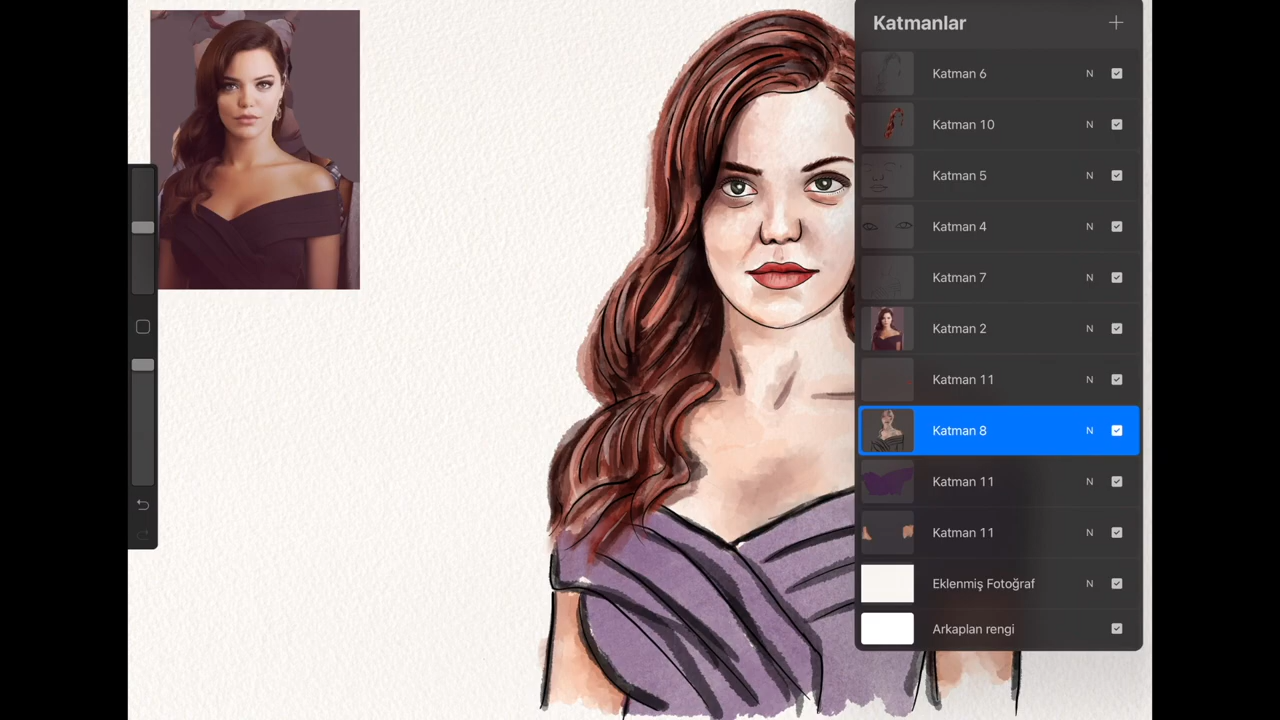 Katmanlar
Katman 6 N
Katman 10 N
Katman 5 N
Katman 4 N
Katman 7 N
Katman 2 N
Katman 11 N
Katman 8 N
Katman 11 N
Katman 11 N
Eklenmiş Fotoğraf N
Arkaplan rengi